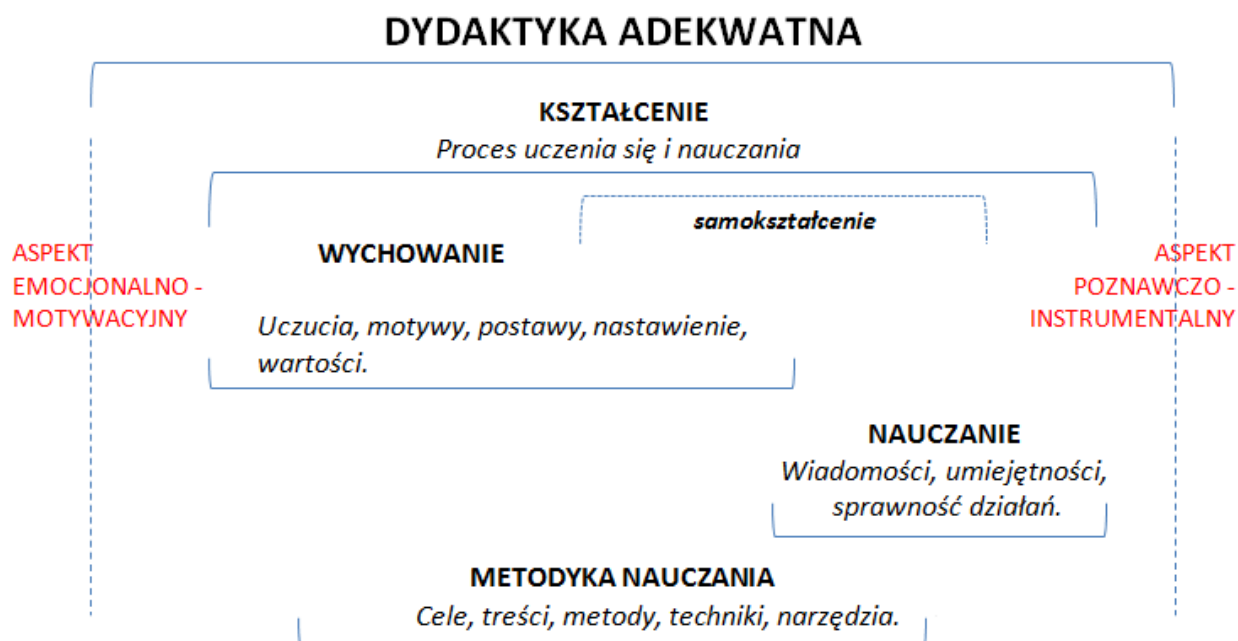 DYDAKTYKA ADEKWATNA
KSZTAŁCENIE
Proces uczenia się i nauczania
samokształcenie
WYCHOWANIE
ASPEKT
EMOCJONALNO -
MOTYWACYJNY
ASPEKT
POZNAWCZO -
INSTRUMENTALNY
Uczucia, motywy, postawy, nastawienie,
wartości.
NAUCZANIE
Wiadomości, umiejętności,
sprawność działań.
METODYKA NAUCZANIA
Cele, treści, metody, techniki, narzędzia.